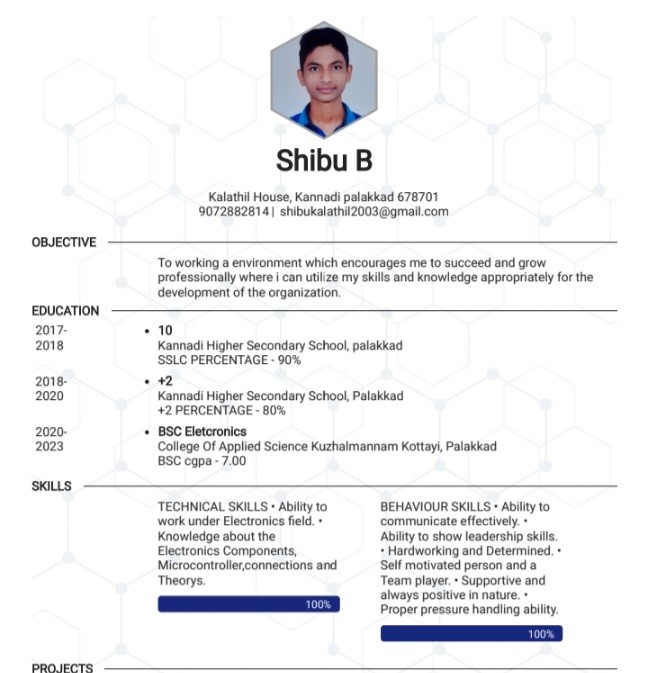 Shibu B
Kalathil House, Kannadi palakkad 678701
9072882814 | shibukalathil2003@gmail.com
OBJECTIVE
To working a environment which encourages me to succeed and grow
professionally where i can utilize my skills and knowledge appropriately for the
development of the organization.
EDUCATION
2017-
2018
• 10
Kannadi Higher Secondary School, palakkad
SSLC PERCENTAGE - 90%
2018-
2020
• +2
Kannadi Higher Secondary School, Palakkad
+2 PERCENTAGE - 80%
2020-
2023
• BSC Eletcronics
College Of Applied Science Kuzhalmannam Kottayi, Palakkad
BSC cgpa - 7.00
SKILLS
TECHNICAL SKILLS • Ability to
work under Electronics field. •
Knowledge about the
Electronics Components,
Microcontroller,connections and
Theorys.
100%
BEHAVIOUR SKILLS • Ability to
communicate effectively. •
Ability to show leadership skills.
• Hardworking and Determined. •
Self motivated person and a
Team player. • Supportive and
always positive in nature. •
Proper pressure handling ability.
100%
PROJECTS